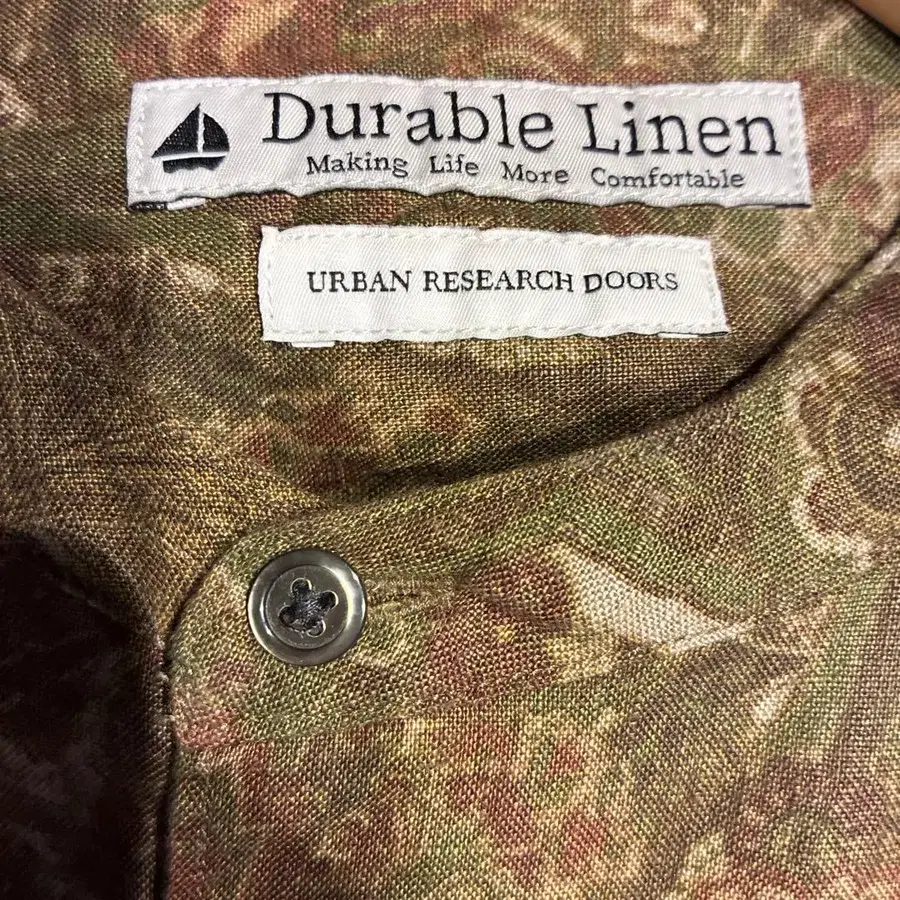 Durable Linen
Making Life More Comfortable
URBAN RESEARCH DOORS